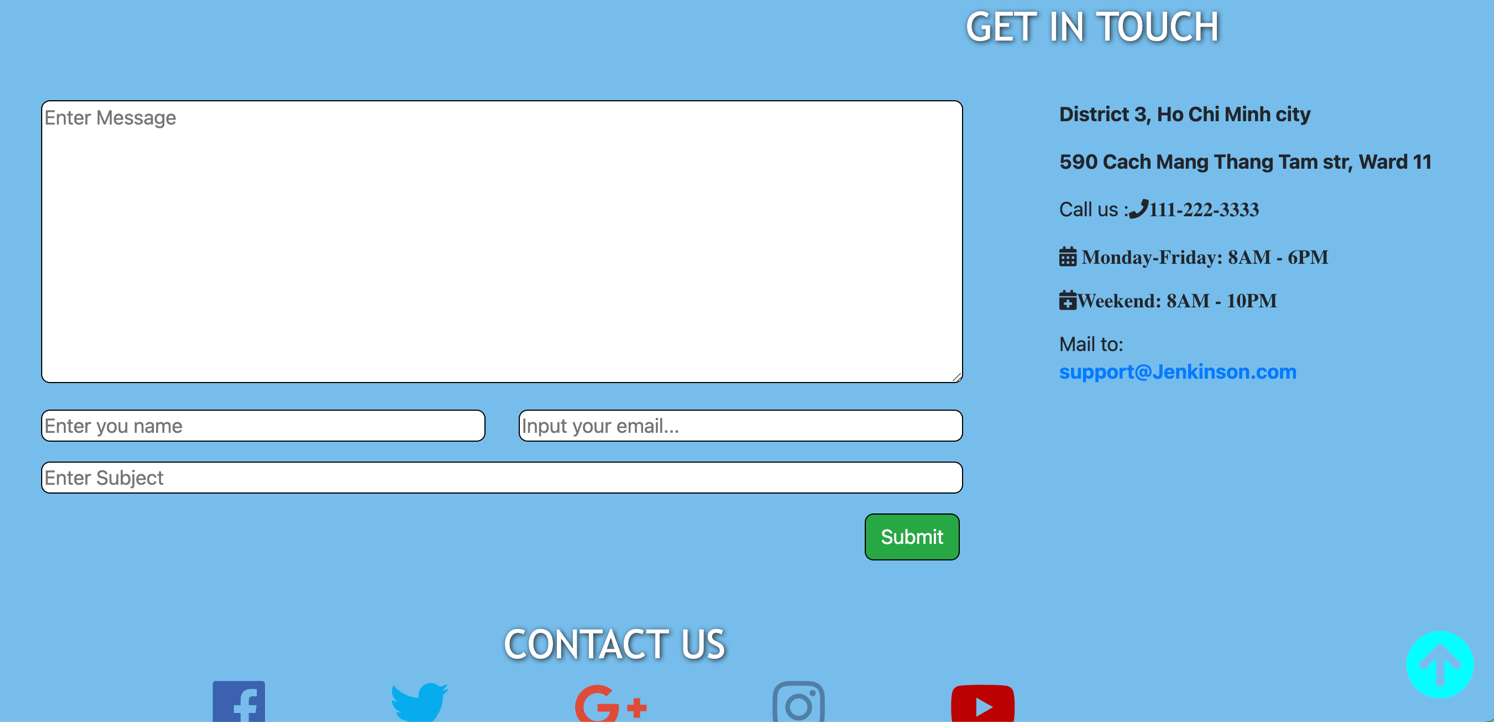 GET IN TOUCH
Enter Message
Enter you name
Input your email...
Enter Subject
Submit
District 3, Ho Chi Minh city
590 Cach Mang Thang Tam str, Ward 11
Call us :111-222-3333
Monday-Friday: 8AM - 6PM
Weekend: 8AM - 10PM
Mail to:
support@Jenkinson.com
CONTACT US